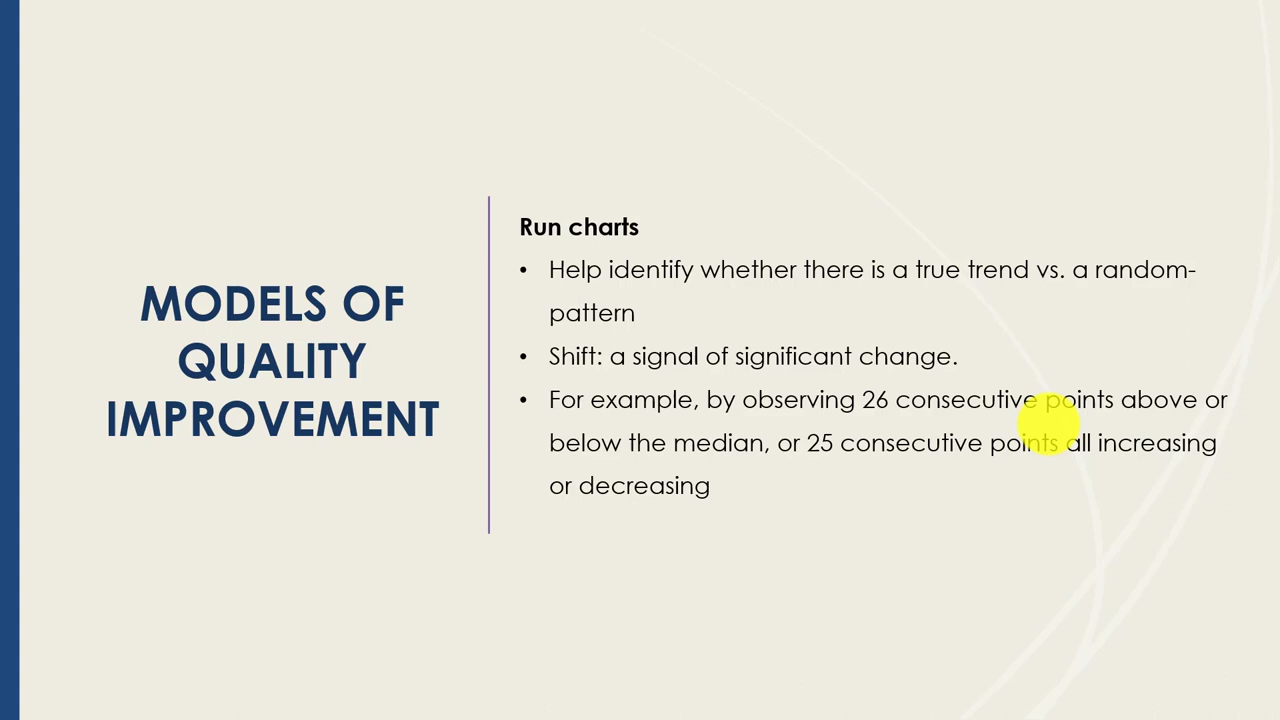 MODELS OF
QUALITY
IMPROVEMENT
Run charts
• Help identify whether there is a true trend vs. a random-
pattern
• Shift: a signal of significant change.
• For example, by observing 26 consecutive points above or
below the median, or 25 consecutive points all increasing
or decreasing